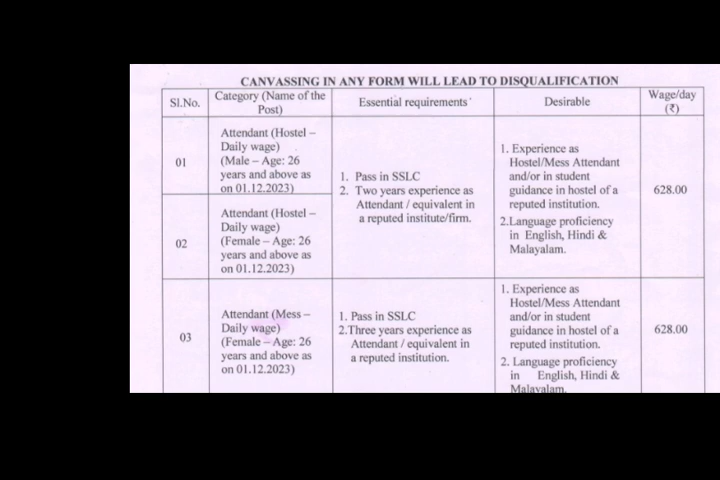 CANVASSING IN ANY FORM WILL LEAD TO DISQUALIFICATION
Sl.No.
Category (Name of the
Post)
Essential requirements
Desirable
Wage/day
(₹)
01
Attendant (Hostel –
Daily wage)
(Male – Age: 26
years and above as
on 01.12.2023)
1. Pass in SSLC
2. Two years experience as
Attendant / equivalent in
a reputed institute/firm.
1. Experience as
Hostel/Mess Attendant
and/or in student
guidance in hostel of a
reputed institution.
2.Language proficiency
in English, Hindi &
Malayalam.
628.00
02
Attendant (Hostel –
Daily wage)
(Female – Age: 26
years and above as
on 01.12.2023)
03
Attendant (Mess –
Daily wage)
(Female – Age: 26
years and above as
on 01.12.2023)
1. Pass in SSLC
2.Three years experience as
Attendant / equivalent in
a reputed institution.
1. Experience as
Hostel/Mess Attendant
and/or in student
guidance in hostel of a
reputed institution.
2. Language proficiency
in English, Hindi &
Malayalam.
628.00